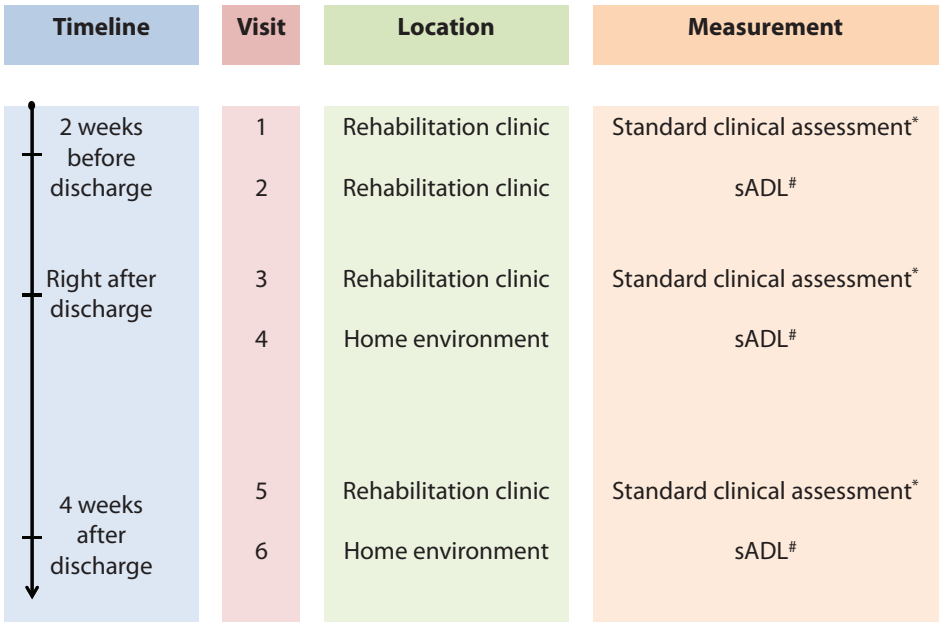 Timeline Visit Location Measurement
2 weeks 1 Rehabilitation clinic Standard clinical assessment*
before
discharge 2 Rehabilitation clinic sADL#
Right after 3 Rehabilitation clinic Standard clinical assessment*
discharge
4 Home environment sADL#
5 Rehabilitation clinic Standard clinical assessment*
4 weeks
after
6 Home environment sADL#
discharge